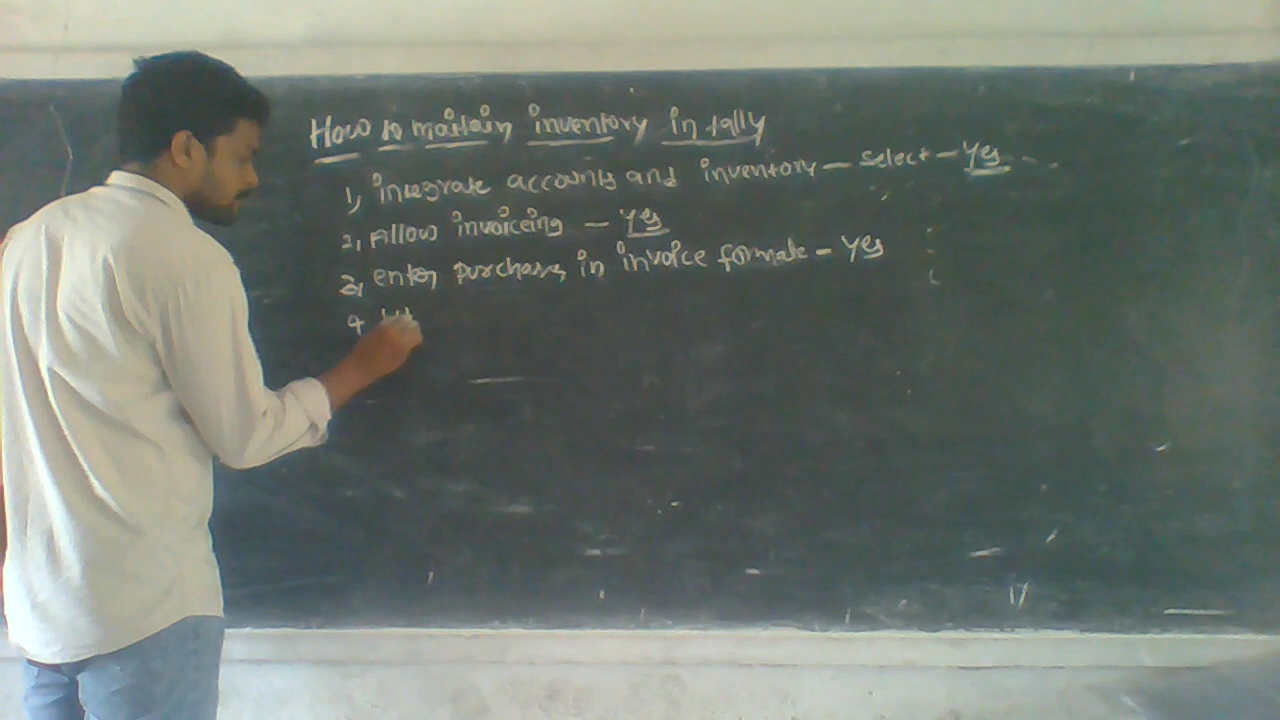 How to maintain inventory in tally
1, integrate accounts and inventory - select - Yes
2, Allow invoiceing - Yes
3, enter purchases in invoice formate - Yes
4